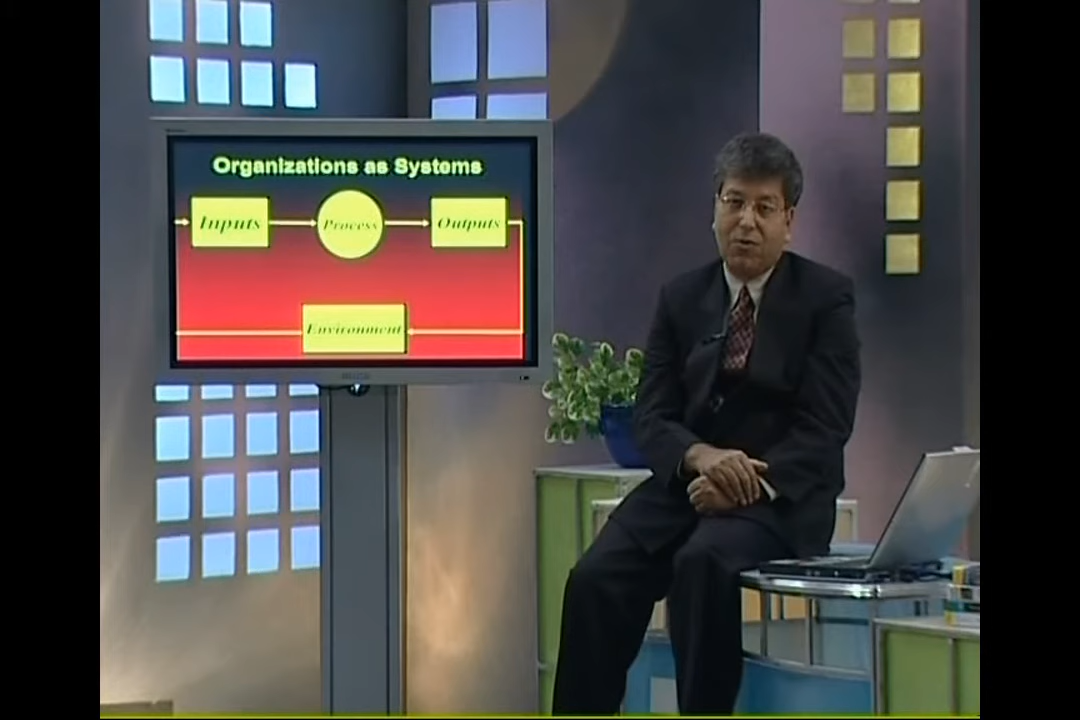 Organizations as Systems
Inputs
Process
Outputs
Environment